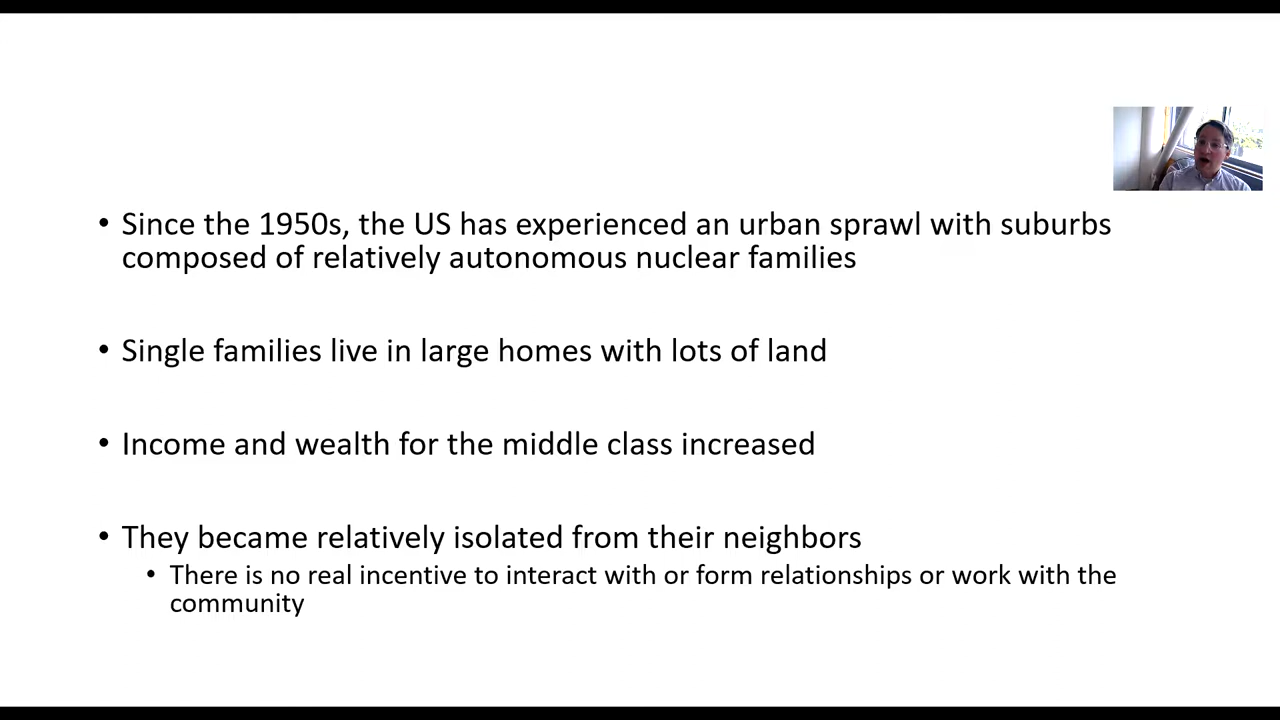 • Since the 1950s, the US has experienced an urban sprawl with suburbs
composed of relatively autonomous nuclear families
• Single families live in large homes with lots of land
• Income and wealth for the middle class increased
• They became relatively isolated from their neighbors
• There is no real incentive to interact with or form relationships or work with the
community